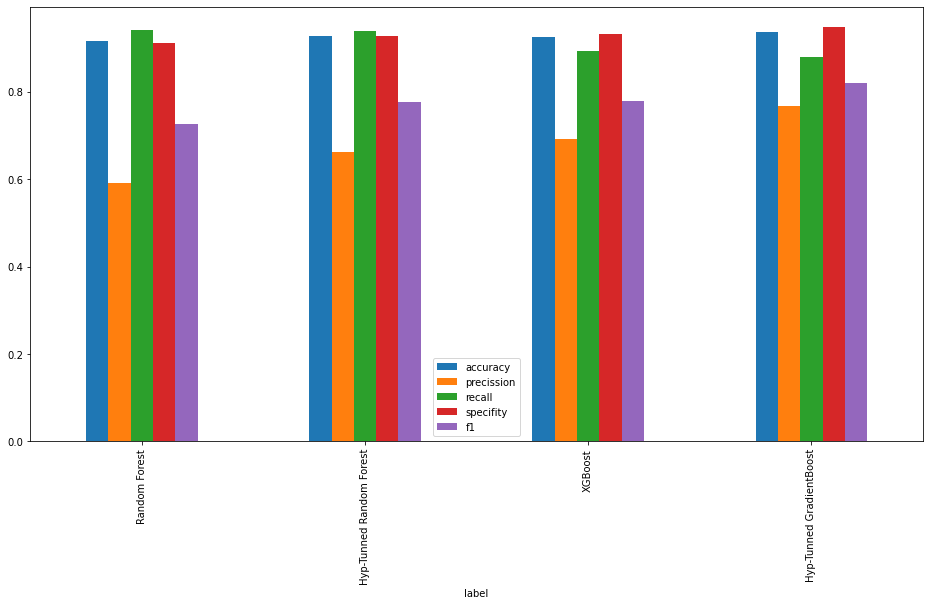 0.8
0.6
0.4
0.2
0.0
accuracy
precission
recall
specifity
f1
Random Forest
Hyp-Tunned Random Forest
XGBoost
Hyp-Tunned GradientBoost
label